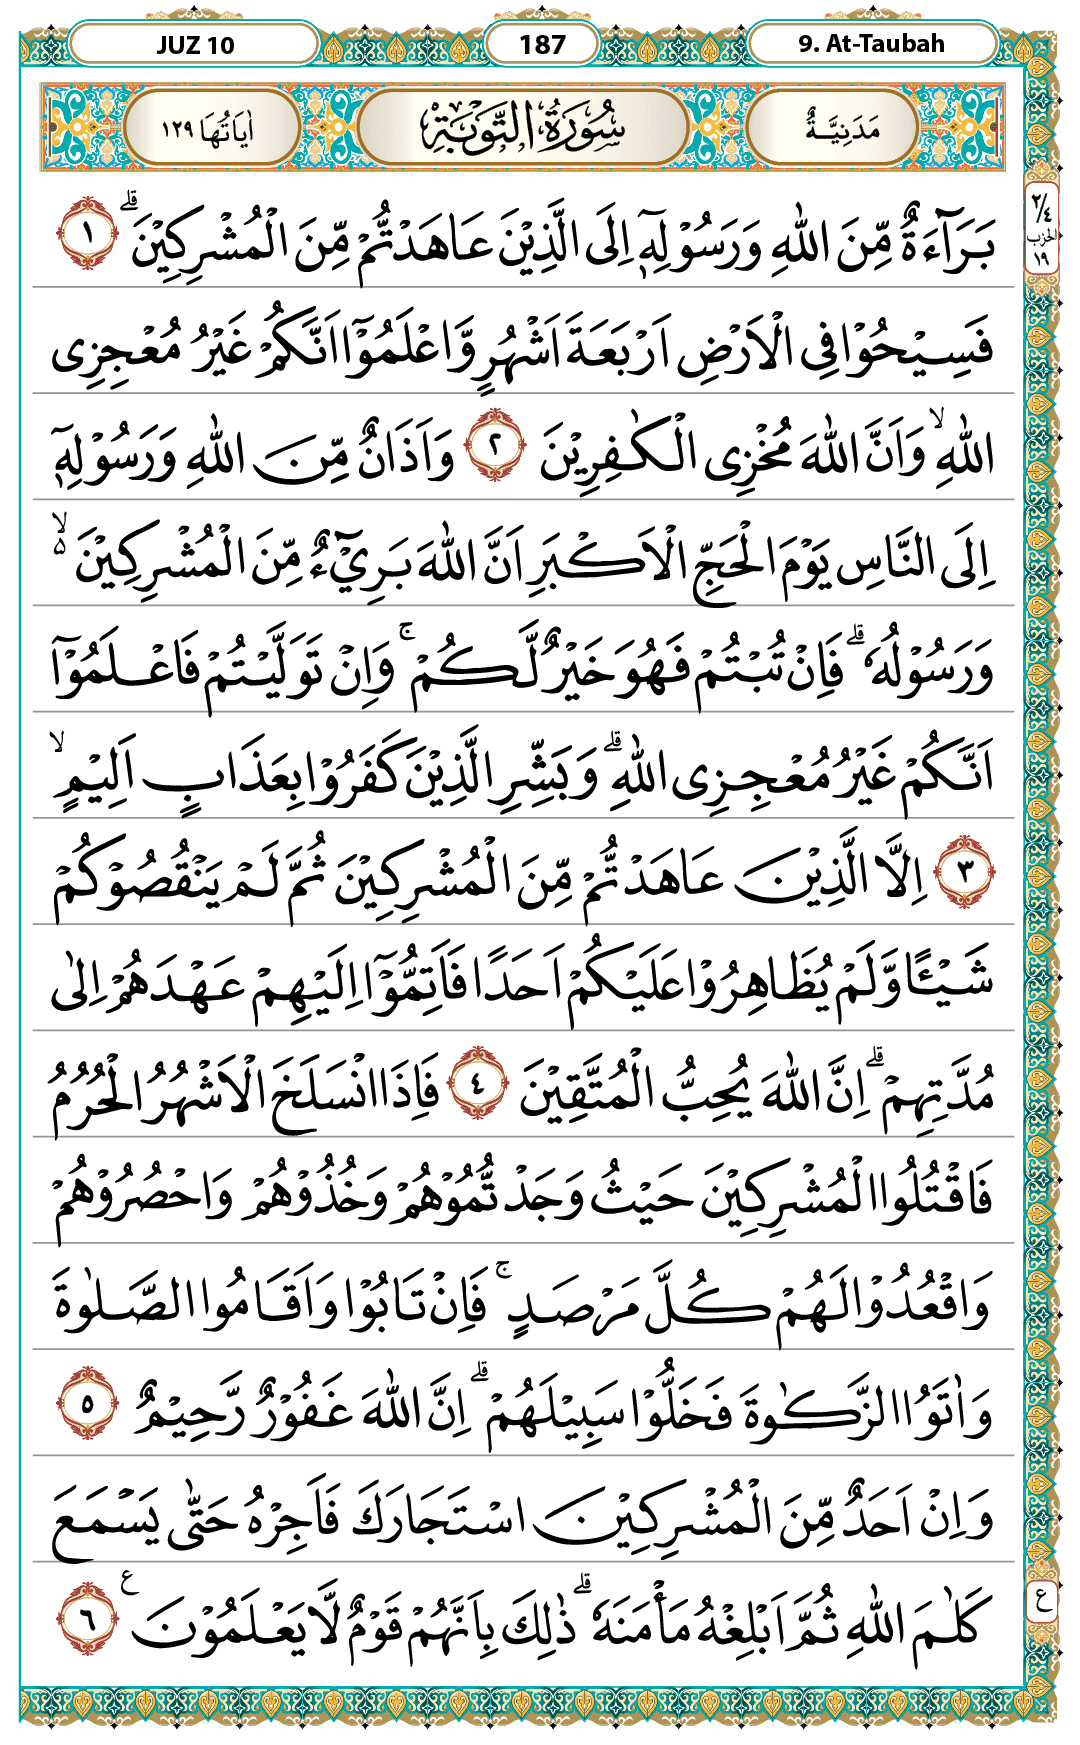 JUZ 10
187
9. At-Taubah
مَدَنِيَّةٌ
سُوْرَةُ التَّوْبَةِ
اٰيَاتُهَا ١٢٩
٢/٤
الحزب
١٩
بَرَاۤءَةٌ مِّنَ اللّٰهِ وَرَسُوْلِهٖٓ اِلَى الَّذِيْنَ عَاهَدْتُّمْ مِّنَ الْمُشْرِكِيْنَۗ ١
فَسِيْحُوْا فِى الْاَرْضِ اَرْبَعَةَ اَشْهُرٍ وَّاعْلَمُوْٓا اَنَّكُمْ غَيْرُ مُعْجِزِى
اللّٰهِ ۙوَاَنَّ اللّٰهَ مُخْزِى الْكٰفِرِيْنَ ٢ وَاَذَانٌ مِّنَ اللّٰهِ وَرَسُوْلِهٖٓ
اِلَى النَّاسِ يَوْمَ الْحَجِّ الْاَكْبَرِ اَنَّ اللّٰهَ بَرِيْۤءٌ مِّنَ الْمُشْرِكِيْنَ ەۙ
وَرَسُوْلُهٗ ۗفَاِنْ تُبْتُمْ فَهُوَ خَيْرٌ لَّكُمْ ۚوَاِنْ تَوَلَّيْتُمْ فَاعْلَمُوْٓا
اَنَّكُمْ غَيْرُ مُعْجِزِى اللّٰهِ ۗوَبَشِّرِ الَّذِيْنَ كَفَرُوْا بِعَذَابٍ اَلِيْمٍۙ
٣ اِلَّا الَّذِيْنَ عَاهَدْتُّمْ مِّنَ الْمُشْرِكِيْنَ ثُمَّ لَمْ يَنْقُصُوْكُمْ
شَيْـًٔا وَّلَمْ يُظَاهِرُوْا عَلَيْكُمْ اَحَدًا فَاَتِمُّوْٓا اِلَيْهِمْ عَهْدَهُمْ اِلٰى
مُدَّتِهِمْۗ اِنَّ اللّٰهَ يُحِبُّ الْمُتَّقِيْنَ ٤ فَاِذَا انْسَلَخَ الْاَشْهُرُ الْحُرُمُ
فَاقْتُلُوا الْمُشْرِكِيْنَ حَيْثُ وَجَدْتُّمُوْهُمْ وَخُذُوْهُمْ وَاحْصُرُوْهُمْ
وَاقْعُدُوْا لَهُمْ كُلَّ مَرْصَدٍۚ فَاِنْ تَابُوْا وَاَقَامُوا الصَّلٰوةَ
وَاٰتَوُا الزَّكٰوةَ فَخَلُّوْا سَبِيْلَهُمْۗ اِنَّ اللّٰهَ غَفُوْرٌ رَّحِيْمٌ ٥
وَاِنْ اَحَدٌ مِّنَ الْمُشْرِكِيْنَ اسْتَجَارَكَ فَاَجِرْهُ حَتّٰى يَسْمَعَ
كَلٰمَ اللّٰهِ ثُمَّ اَبْلِغْهُ مَأْمَنَهٗ ۗذٰلِكَ بِاَنَّهُمْ قَوْمٌ لَّا يَعْلَمُوْنَ ࣖ ٦
ع